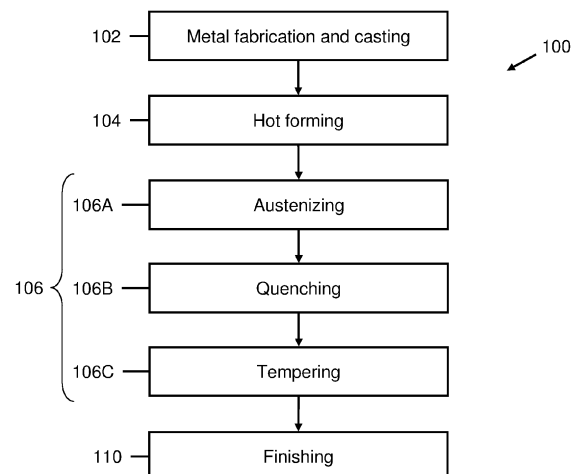 102 Metal fabrication and casting
100
104 Hot forming
106A Austenizing
106 106B Quenching
106C Tempering
110 Finishing